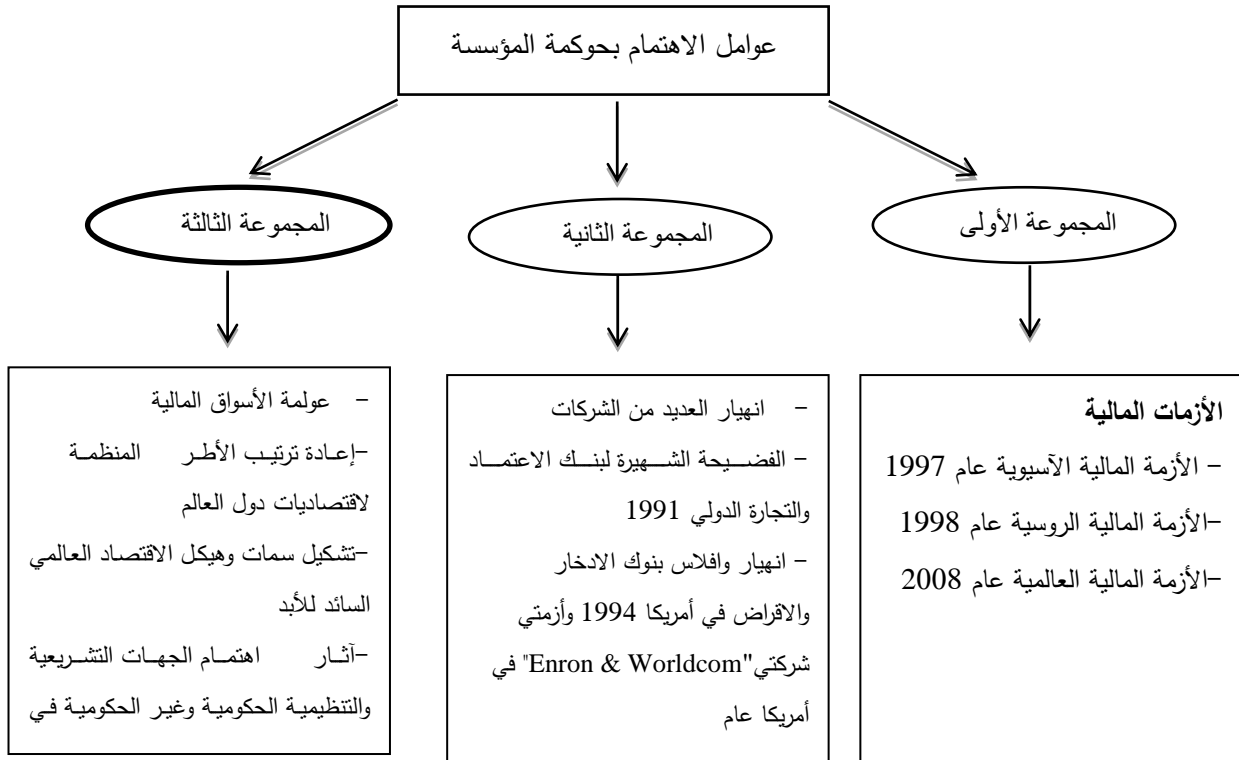 عوامل الاهتمام بحوكمة المؤسسة
المجموعة الأولى
المجموعة الثانية
المجموعة الثالثة
الأزمات المالية
– الأزمة المالية الآسيوية عام 1997
–الأزمة المالية الروسية عام 1998
–الأزمة المالية العالمية عام 2008
– انهيار العديد من الشركات
– الفضيحة الشهيرة لبنك الاعتماد
والتجارة الدولي 1991
– انهيار وافلاس بنوك الادخار
والاقراض في أمريكا 1994 وأزمتي
شركتي"Enron & Worldcom" في
أمريكا عام
– عولمة الأسواق المالية
–إعادة ترتيب الأطر المنظمة
لاقتصاديات دول العالم
–تشكيل سمات وهيكل الاقتصاد العالمي
السائد للأبد
–آثار اهتمام الجهات التشريعية
والتنظيمية الحكومية وغير الحكومية في